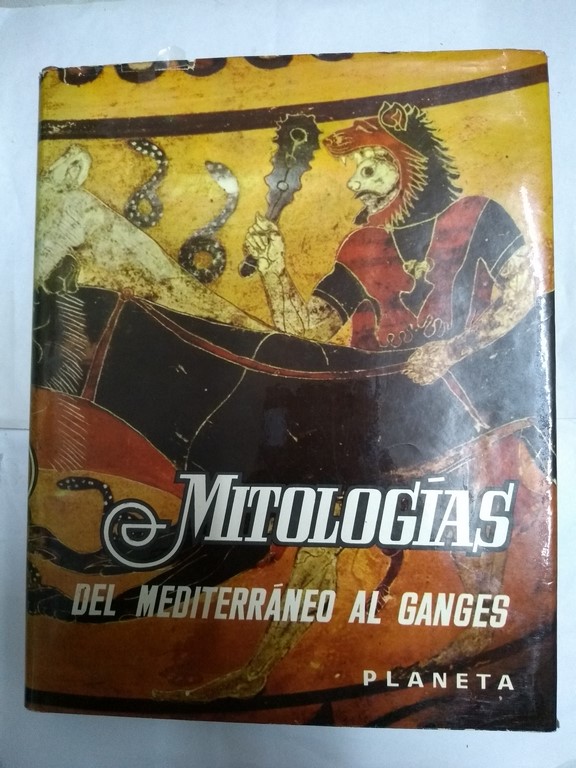 MITOLOGÍAS
DEL MEDITERRÁNEO AL GANGES
PLANETA